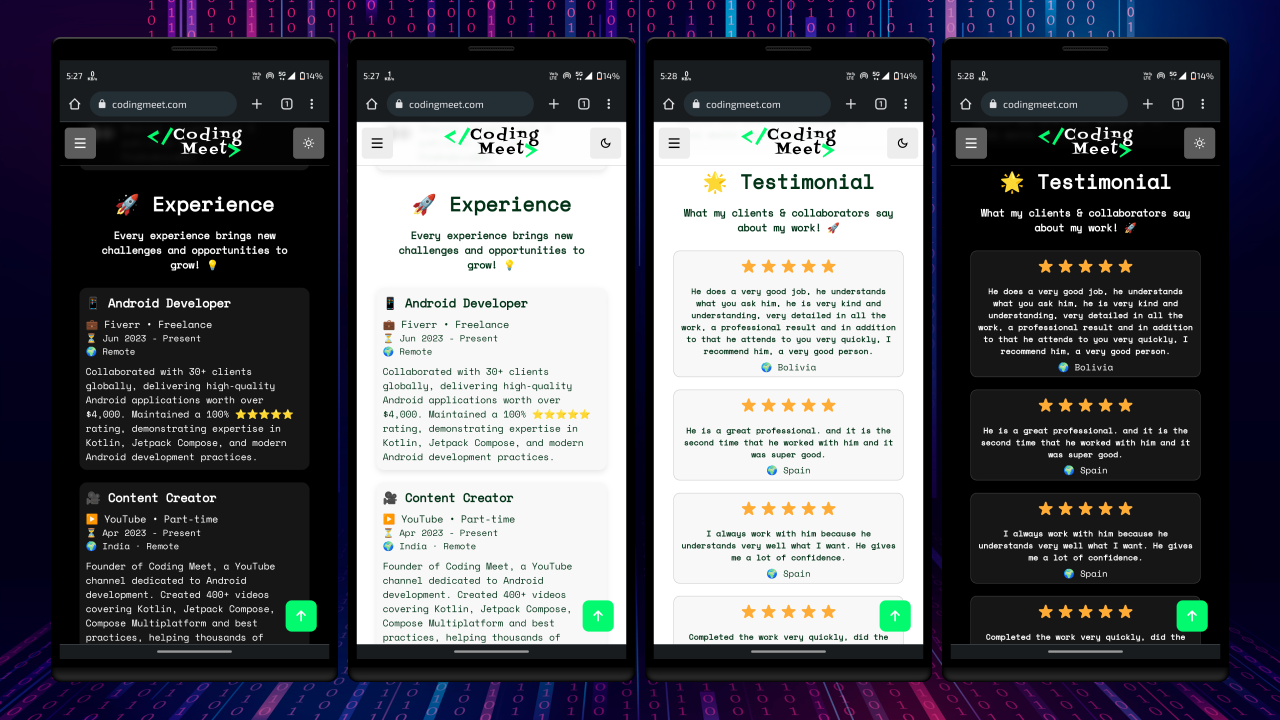 5:27
0
KB/s
VoLTE
5G
14%
codingmeet.com
1
</Coding
Meet>
🚀 Experience
Every experience brings new
challenges and opportunities to
grow! 💡
📱 Android Developer
💼 Fiverr • Freelance
⏳ Jun 2023 - Present
🌍 Remote
Collaborated with 30+ clients
globally, delivering high-quality
Android applications worth over
$4,000. Maintained a 100% ⭐⭐⭐⭐⭐
rating, demonstrating expertise in
Kotlin, Jetpack Compose, and modern
Android development practices.
🎥 Content Creator
▶️ YouTube • Part-time
⏳ Apr 2023 - Present
🌍 India · Remote
Founder of Coding Meet, a YouTube
channel dedicated to Android
development. Created 400+ videos
covering Kotlin, Jetpack Compose,
Compose Multiplatform and best
practices, helping thousands of
5:27
1
KB/s
VoLTE
5G
14%
codingmeet.com
1
</Coding
Meet>
🚀 Experience
Every experience brings new
challenges and opportunities to
grow! 💡
📱 Android Developer
💼 Fiverr • Freelance
⏳ Jun 2023 - Present
🌍 Remote
Collaborated with 30+ clients
globally, delivering high-quality
Android applications worth over
$4,000. Maintained a 100% ⭐⭐⭐⭐⭐
rating, demonstrating expertise in
Kotlin, Jetpack Compose, and modern
Android development practices.
🎥 Content Creator
▶️ YouTube • Part-time
⏳ Apr 2023 - Present
🌍 India · Remote
Founder of Coding Meet, a YouTube
channel dedicated to Android
development. Created 400+ videos
covering Kotlin, Jetpack Compose,
Compose Multiplatform and best
practices, helping thousands of
5:28
0
KB/s
VoLTE
5G
14%
codingmeet.com
1
</Coding
Meet>
🌟 Testimonial
What my clients & collaborators say
about my work! 🚀
He does a very good job, he understands
what you ask him, he is very kind and
understanding, very detailed in all the
work, a professional result and in addition
to that he attends to you very quickly, I
recommend him, a very good person.
🌍 Bolivia
He is a great professional. and it is the
second time that he worked with him and it
was super good.
🌍 Spain
I always work with him because he
understands very well what I want. He gives
me a lot of confidence.
🌍 Spain
Completed the work very quickly, did the
5:28
0
KB/s
VoLTE
5G
14%
codingmeet.com
1
</Coding
Meet>
🌟 Testimonial
What my clients & collaborators say
about my work! 🚀
He does a very good job, he understands
what you ask him, he is very kind and
understanding, very detailed in all the
work, a professional result and in addition
to that he attends to you very quickly, I
recommend him, a very good person.
🌍 Bolivia
He is a great professional. and it is the
second time that he worked with him and it
was super good.
🌍 Spain
I always work with him because he
understands very well what I want. He gives
me a lot of confidence.
🌍 Spain
Completed the work very quickly, did the